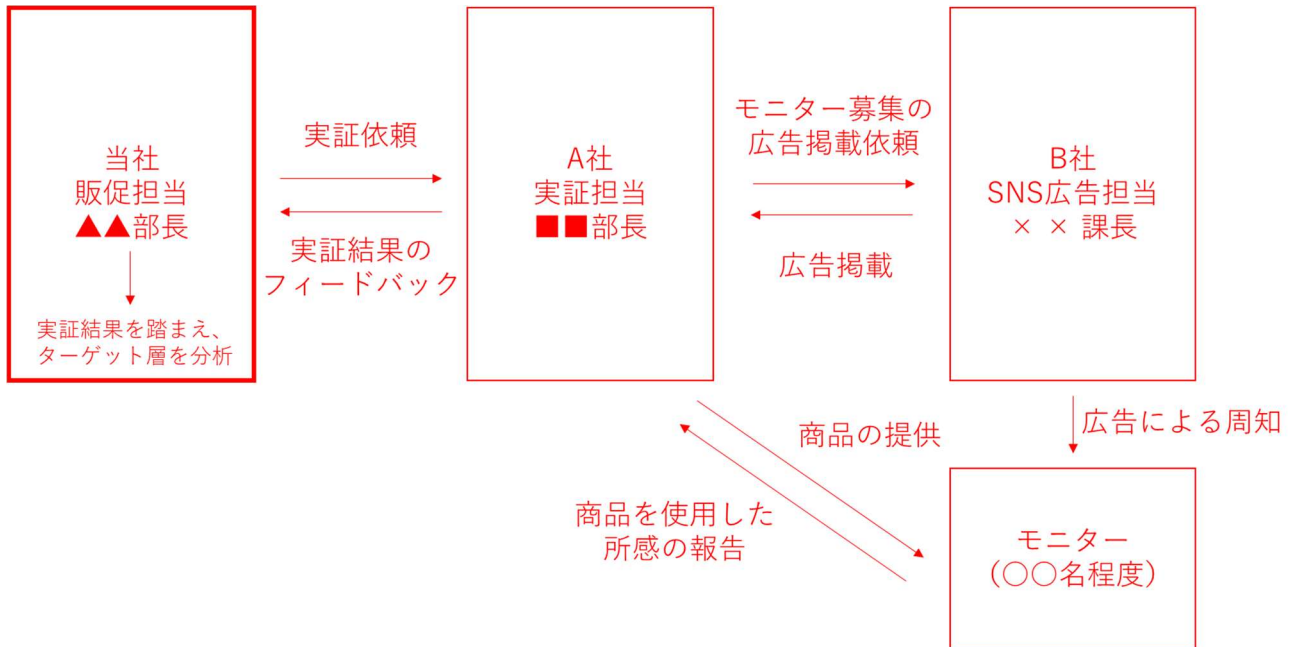 当社
販促担当
▲▲部長
実証結果を踏まえ、
ターゲット層を分析
実証依頼
実証結果の
フィードバック
A社
実証担当
■■部長
モニター募集の
広告掲載依頼
広告掲載
B社
SNS広告担当
× × 課長
広告による周知
商品の提供
商品を使用した
所感の報告
モニター
(○○名程度)